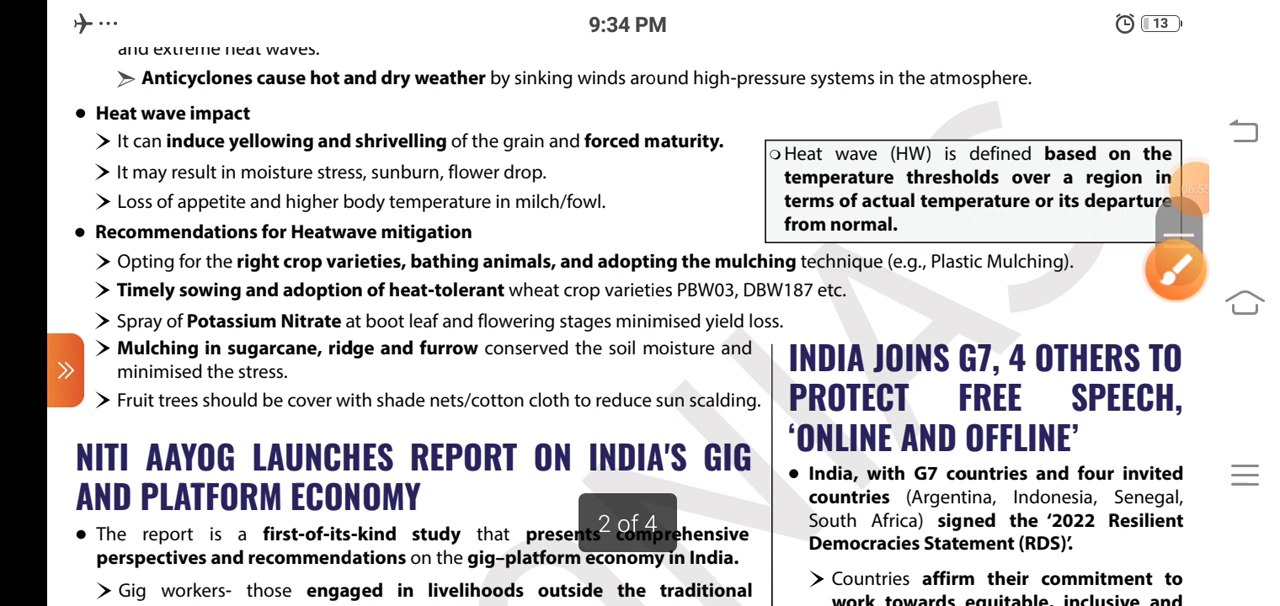 9:34 PM
13
and extreme heat waves.
➢ Anticyclones cause hot and dry weather by sinking winds around high-pressure systems in the atmosphere.
● Heat wave impact
➢ It can induce yellowing and shrivelling of the grain and forced maturity.
➢ It may result in moisture stress, sunburn, flower drop.
➢ Loss of appetite and higher body temperature in milch/fowl.
○ Heat wave (HW) is defined based on the
temperature thresholds over a region in
terms of actual temperature or its departure
from normal.
06:55
● Recommendations for Heatwave mitigation
➢ Opting for the right crop varieties, bathing animals, and adopting the mulching technique (e.g., Plastic Mulching).
➢ Timely sowing and adoption of heat-tolerant wheat crop varieties PBW03, DBW187 etc.
➢ Spray of Potassium Nitrate at boot leaf and flowering stages minimised yield loss.
➢ Mulching in sugarcane, ridge and furrow conserved the soil moisture and
minimised the stress.
➢ Fruit trees should be cover with shade nets/cotton cloth to reduce sun scalding.
NITI AAYOG LAUNCHES REPORT ON INDIA'S GIG
AND PLATFORM ECONOMY
● The report is a first-of-its-kind study that presents comprehensive
perspectives and recommendations on the gig–platform economy in India.
➢ Gig workers- those engaged in livelihoods outside the traditional
2 of 4
INDIA JOINS G7, 4 OTHERS TO
PROTECT FREE SPEECH,
‘ONLINE AND OFFLINE’
● India, with G7 countries and four invited
countries (Argentina, Indonesia, Senegal,
South Africa) signed the ‘2022 Resilient
Democracies Statement (RDS)’.
➢ Countries affirm their commitment to
work towards equitable, inclusive and